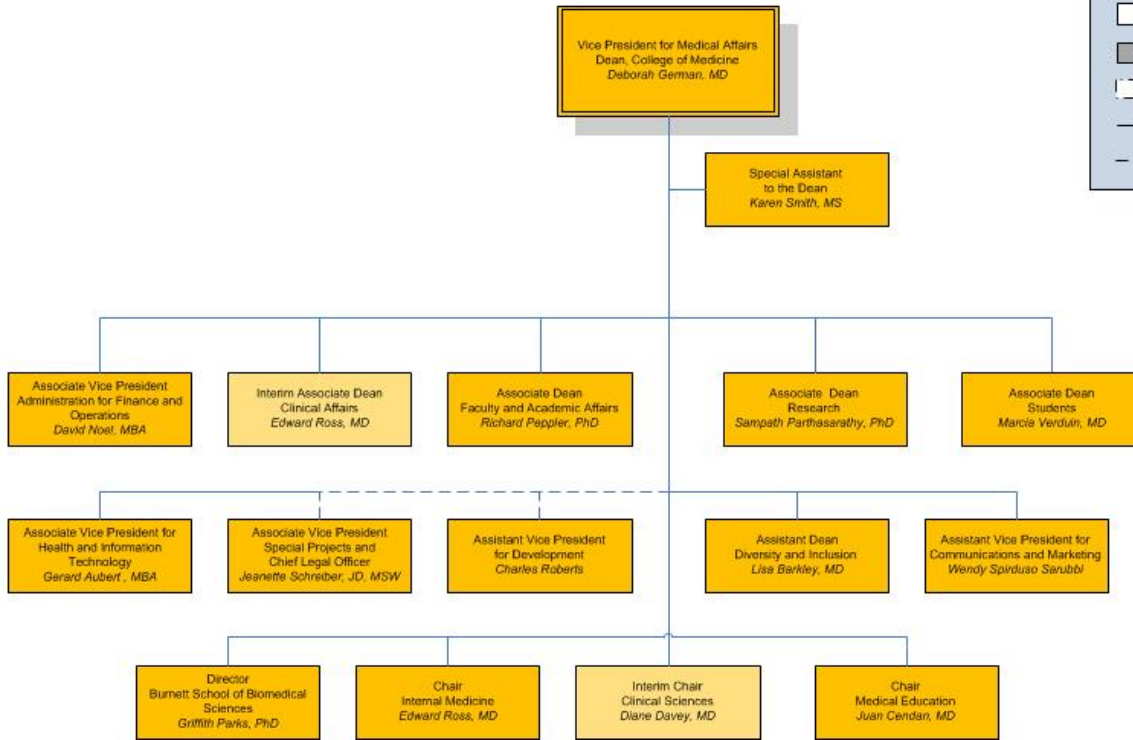 Vice President for Medical Affairs
Dean, College of Medicine
Deborah German, MD
Special Assistant
to the Dean
Karen Smith, MS
Associate Vice President
Administration for Finance and
Operations
David Noel, MBA
Interim Associate Dean
Clinical Affairs
Edward Ross, MD
Associate Dean
Faculty and Academic Affairs
Richard Peppler, PhD
Associate Dean
Research
Sampath Parthasarathy, PhD
Associate Dean
Students
Marcia Verduin, MD
Associate Vice President for
Health and Information
Technology
Gerard Aubert , MBA
Associate Vice President
Special Projects and
Chief Legal Officer
Jeanette Schreiber, JD, MSW
Assistant Vice President
for Development
Charles Roberts
Assistant Dean
Diversity and Inclusion
Lisa Barkley, MD
Assistant Vice President for
Communications and Marketing
Wendy Spirduso Sarubbi
Director
Burnett School of Biomedical
Sciences
Griffith Parks, PhD
Chair
Internal Medicine
Edward Ross, MD
Interim Chair
Clinical Sciences
Diane Davey, MD
Chair
Medical Education
Juan Cendan, MD